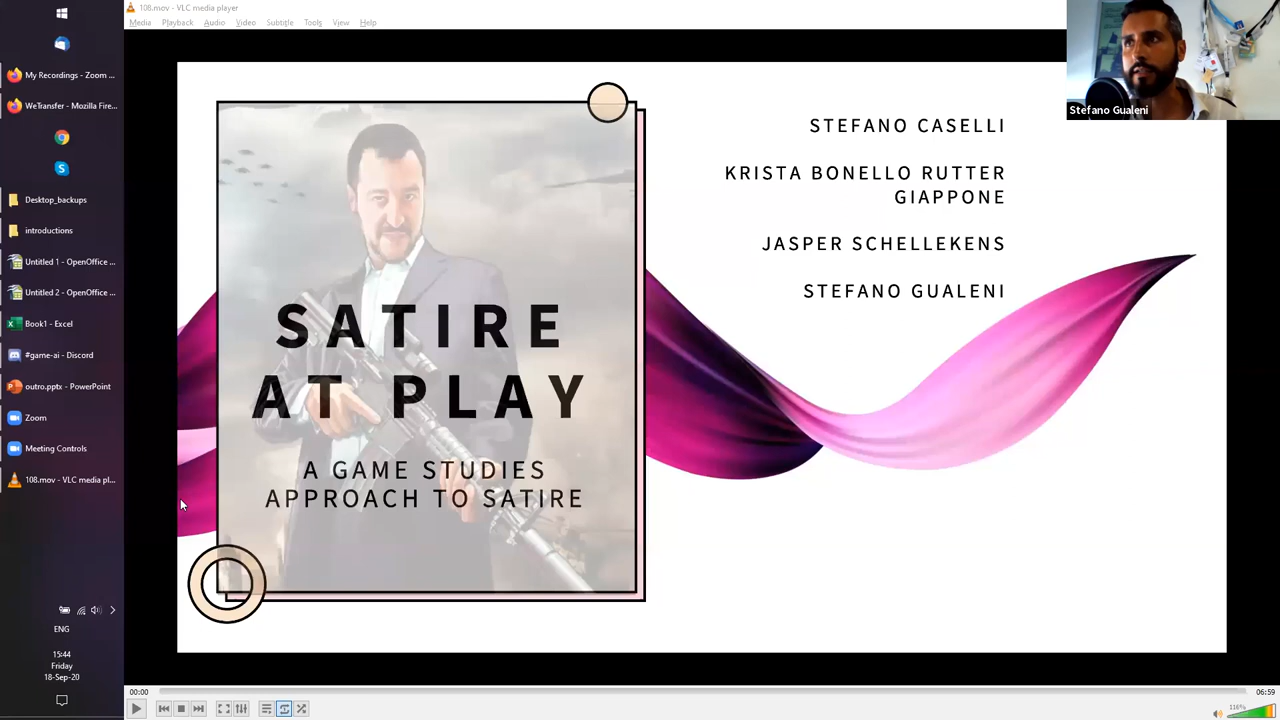 108.mov - VLC media player
Media Playback Audio Video Subtitle Tools View Help
My Recordings - Zoom ...
WeTransfer - Mozilla Fire...
Desktop_backups
introductions
Untitled 1 - OpenOffice ...
Untitled 2 - OpenOffice ...
Book1 - Excel
#game-ai - Discord
outro.pptx - PowerPoint
Zoom
Meeting Controls
108.mov - VLC media pl...
ENG
15:44
Friday
18-Sep-20
SATIRE
AT PLAY
A GAME STUDIES
APPROACH TO SATIRE
STEFANO CASELLI
KRISTA BONELLO RUTTER
GIAPPONE
JASPER SCHELLEKENS
STEFANO GUALENI
Stefano Gualeni
00:00
06:59
116%